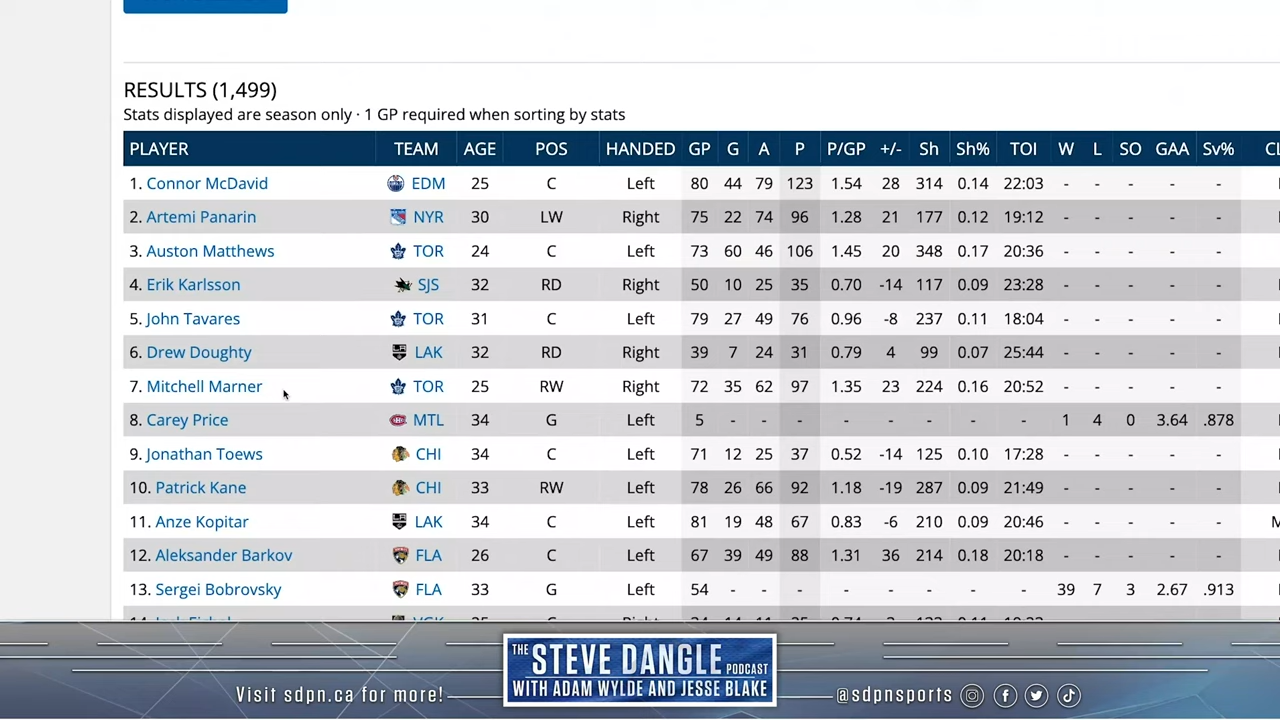 RESULTS (1,499)
Stats displayed are season only · 1 GP required when sorting by stats
PLAYER TEAM AGE POS HANDED GP G A P P/GP +/- Sh Sh% TOI W L SO GAA Sv%
1. Connor McDavid EDM 25 C Left 80 44 79 123 1.54 28 314 0.14 22:03 - - - - -
2. Artemi Panarin NYR 30 LW Right 75 22 74 96 1.28 21 177 0.12 19:12 - - - - -
3. Auston Matthews TOR 24 C Left 73 60 46 106 1.45 20 348 0.17 20:36 - - - - -
4. Erik Karlsson SJS 32 RD Right 50 10 25 35 0.70 -14 117 0.09 23:28 - - - - -
5. John Tavares TOR 31 C Left 79 27 49 76 0.96 -8 237 0.11 18:04 - - - - -
6. Drew Doughty LAK 32 RD Right 39 7 24 31 0.79 4 99 0.07 25:44 - - - - -
7. Mitchell Marner TOR 25 RW Right 72 35 62 97 1.35 23 224 0.16 20:52 - - - - -
8. Carey Price MTL 34 G Left 5 - - - - - - - - 1 4 0 3.64 .878
9. Jonathan Toews CHI 34 C Left 71 12 25 37 0.52 -14 125 0.10 17:28 - - - - -
10. Patrick Kane CHI 33 RW Left 78 26 66 92 1.18 -19 287 0.09 21:49 - - - - -
11. Anze Kopitar LAK 34 C Left 81 19 48 67 0.83 -6 210 0.09 20:46 - - - - -
12. Aleksander Barkov FLA 26 C Left 67 39 49 88 1.31 36 214 0.18 20:18 - - - - -
13. Sergei Bobrovsky FLA 33 G Left 54 - - - - - - - - 39 7 3 2.67 .913
THE STEVE DANGLE PODCAST
WITH ADAM WYLDE AND JESSE BLAKE
Visit sdpn.ca for more!
@sdpnsports